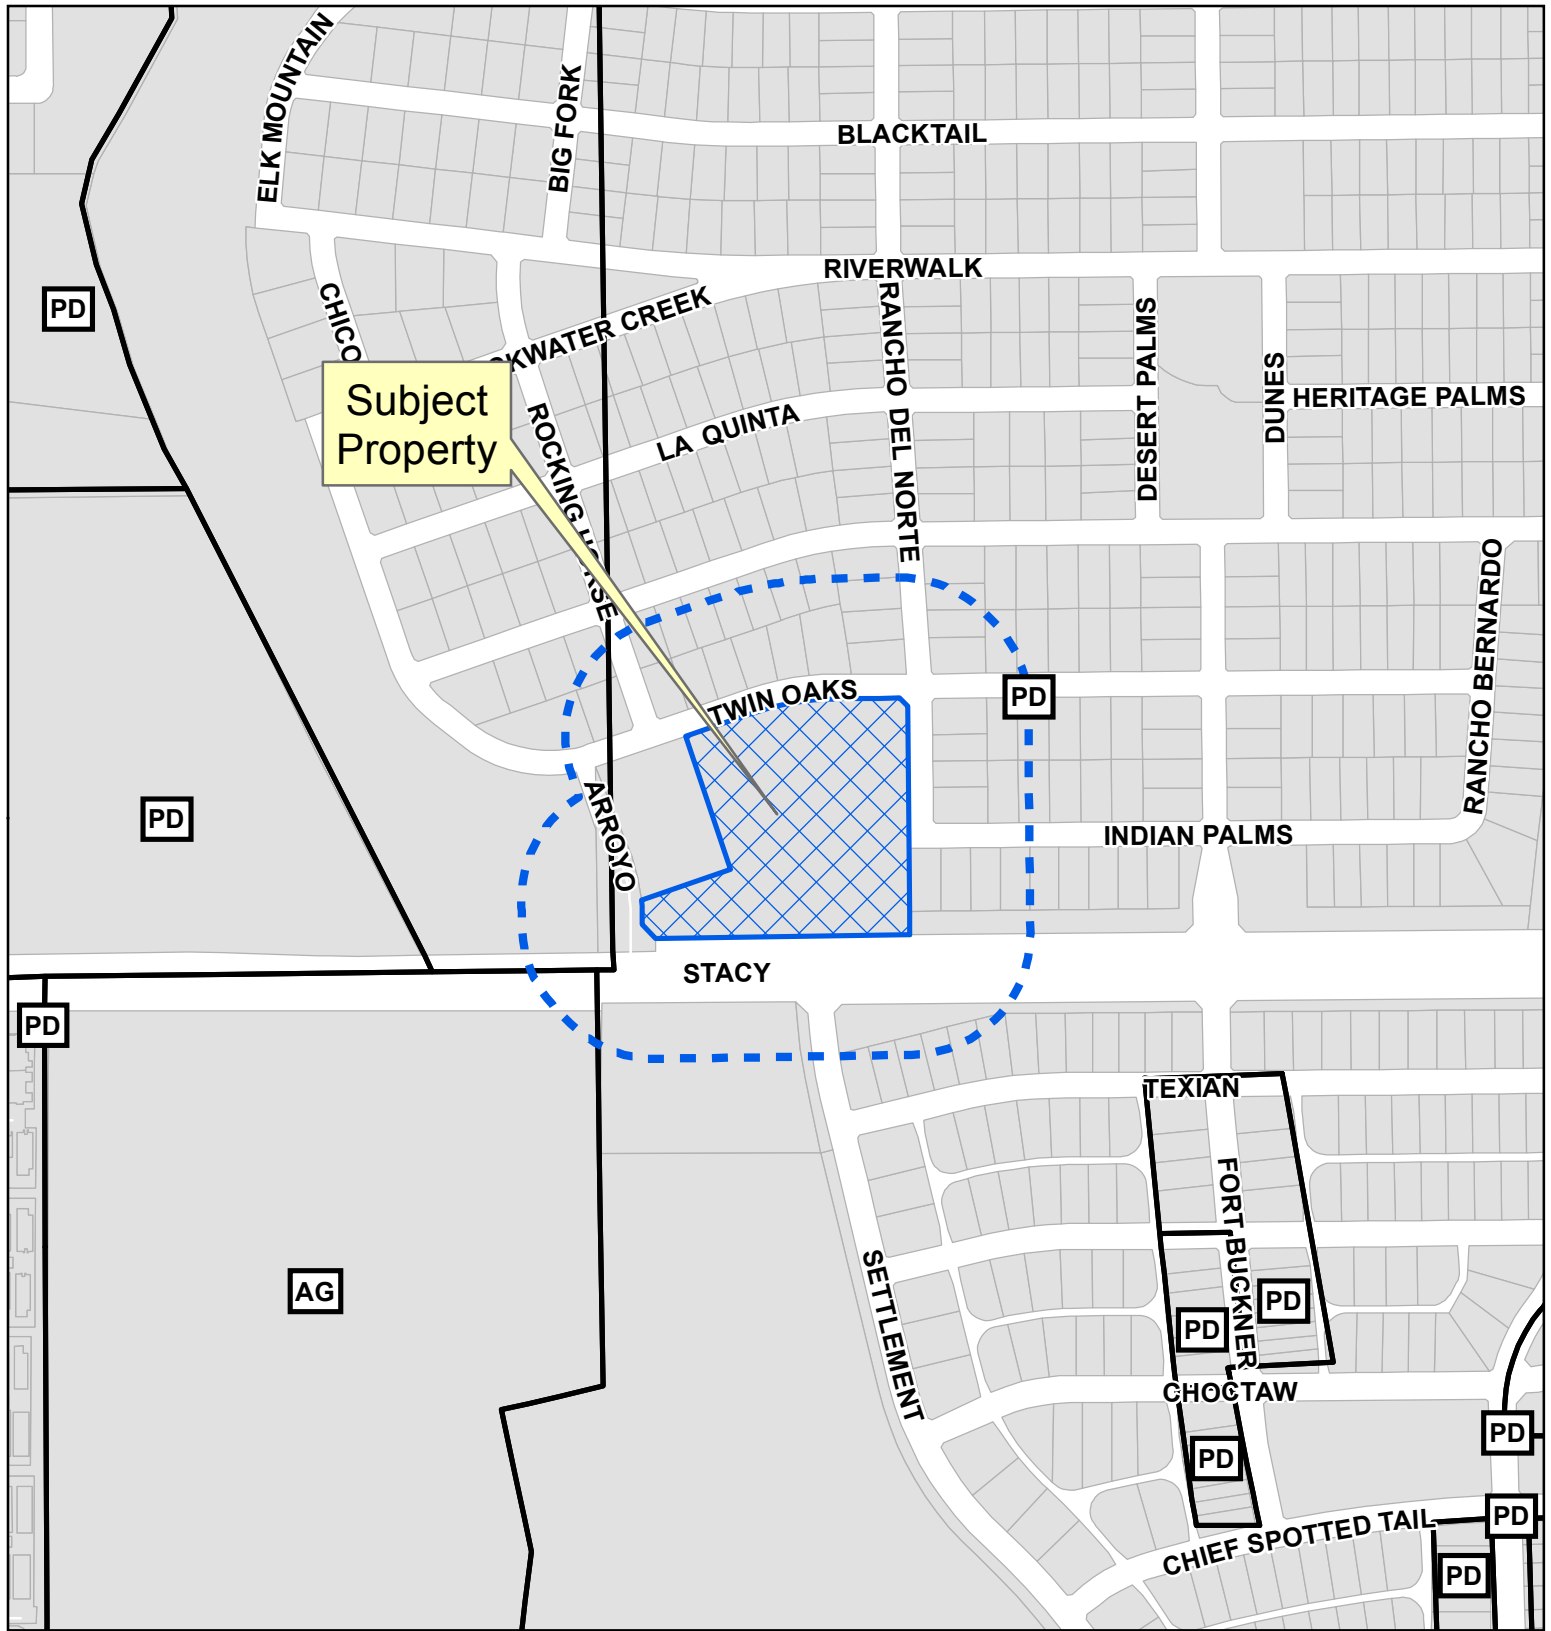 ELK MOUNTAIN
BIG FORK
BLACKTAIL
RIVERWALK
PD
CHICO
KWATER CREEK
RANCHO DEL NORTE
DESERT PALMS
DUNES
HERITAGE PALMS
Subject
Property
ROCKING HORSE
LA QUINTA
RANCHO BERNARDO
TWIN OAKS
PD
PD
ARROYO
INDIAN PALMS
STACY
PD
TEXIAN
FORT BUCKNER
SETTLEMENT
AG
PD
PD
CHOCTAW
PD
PD
PD
CHIEF SPOTTED TAIL
PD